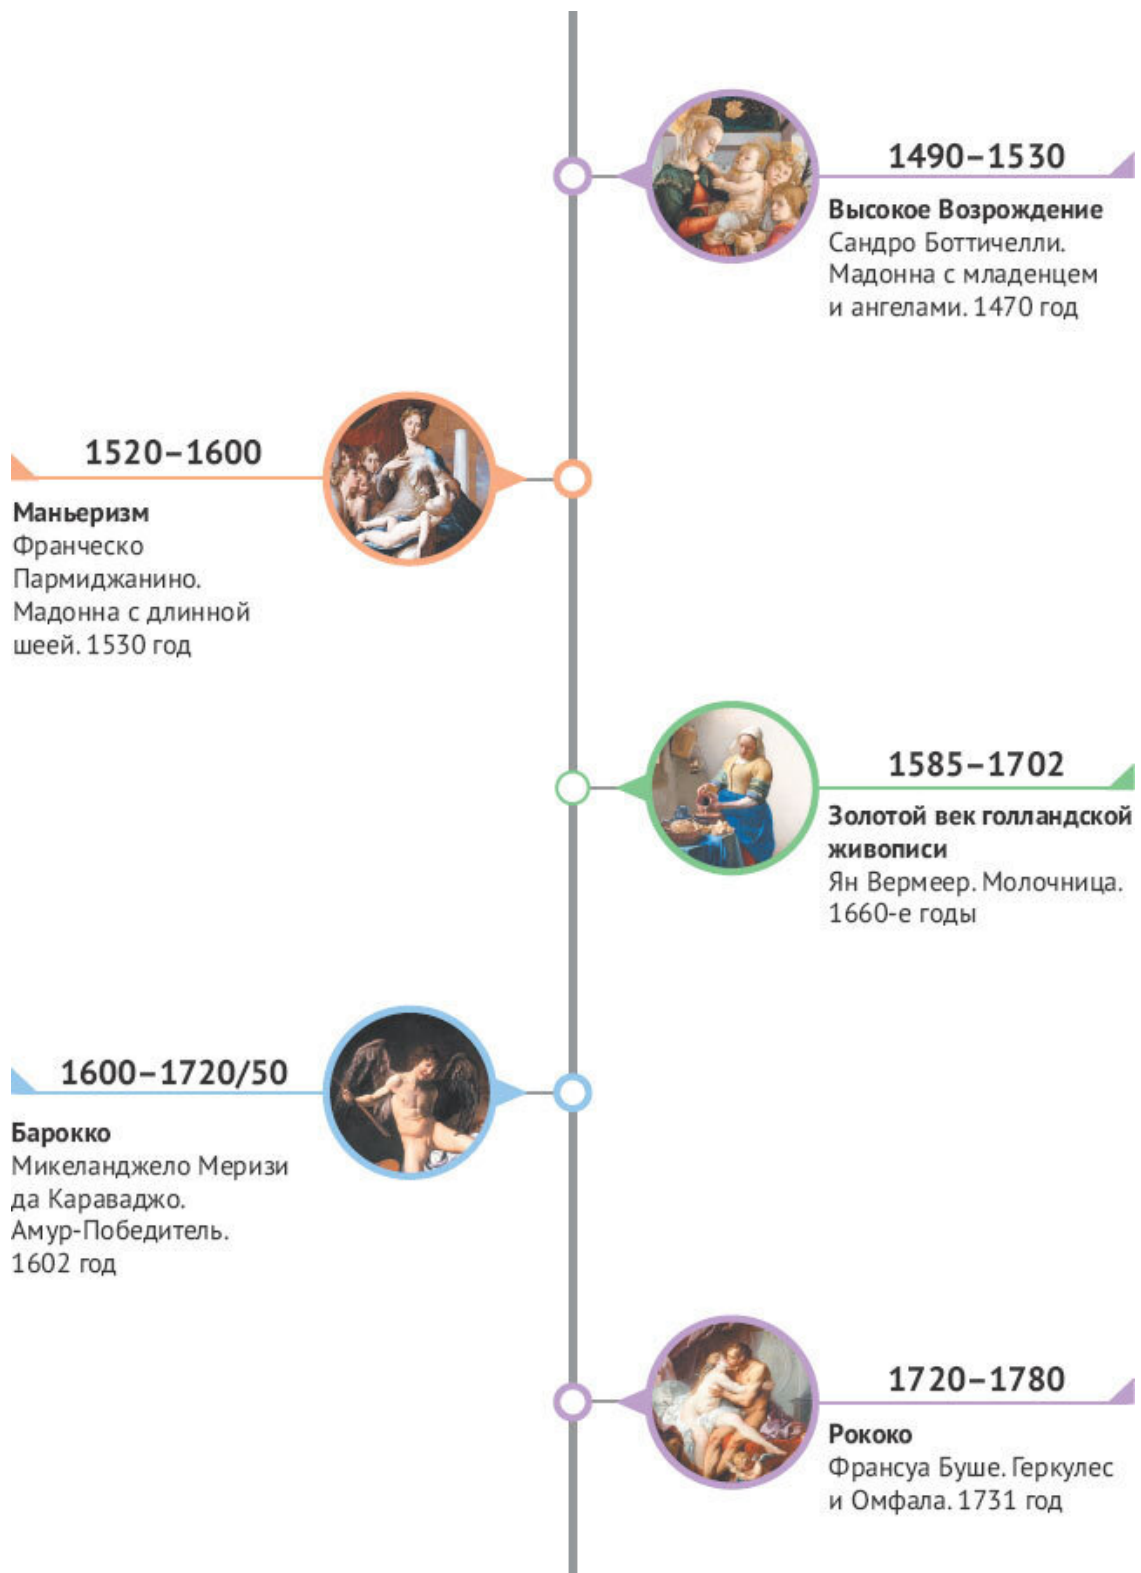 1490–1530
Высокое Возрождение
Сандро Боттичелли.
Мадонна с младенцем
и ангелами. 1470 год
1520–1600
Маньеризм
Франческо
Пармиджанино.
Мадонна с длинной
шеей. 1530 год
1585–1702
Золотой век голландской
живописи
Ян Вермеер. Молочница.
1660-е годы
1600–1720/50
Барокко
Микеланджело Меризи
да Караваджо.
Амур-Победитель.
1602 год
1720–1780
Рококо
Франсуа Буше. Геркулес
и Омфала. 1731 год